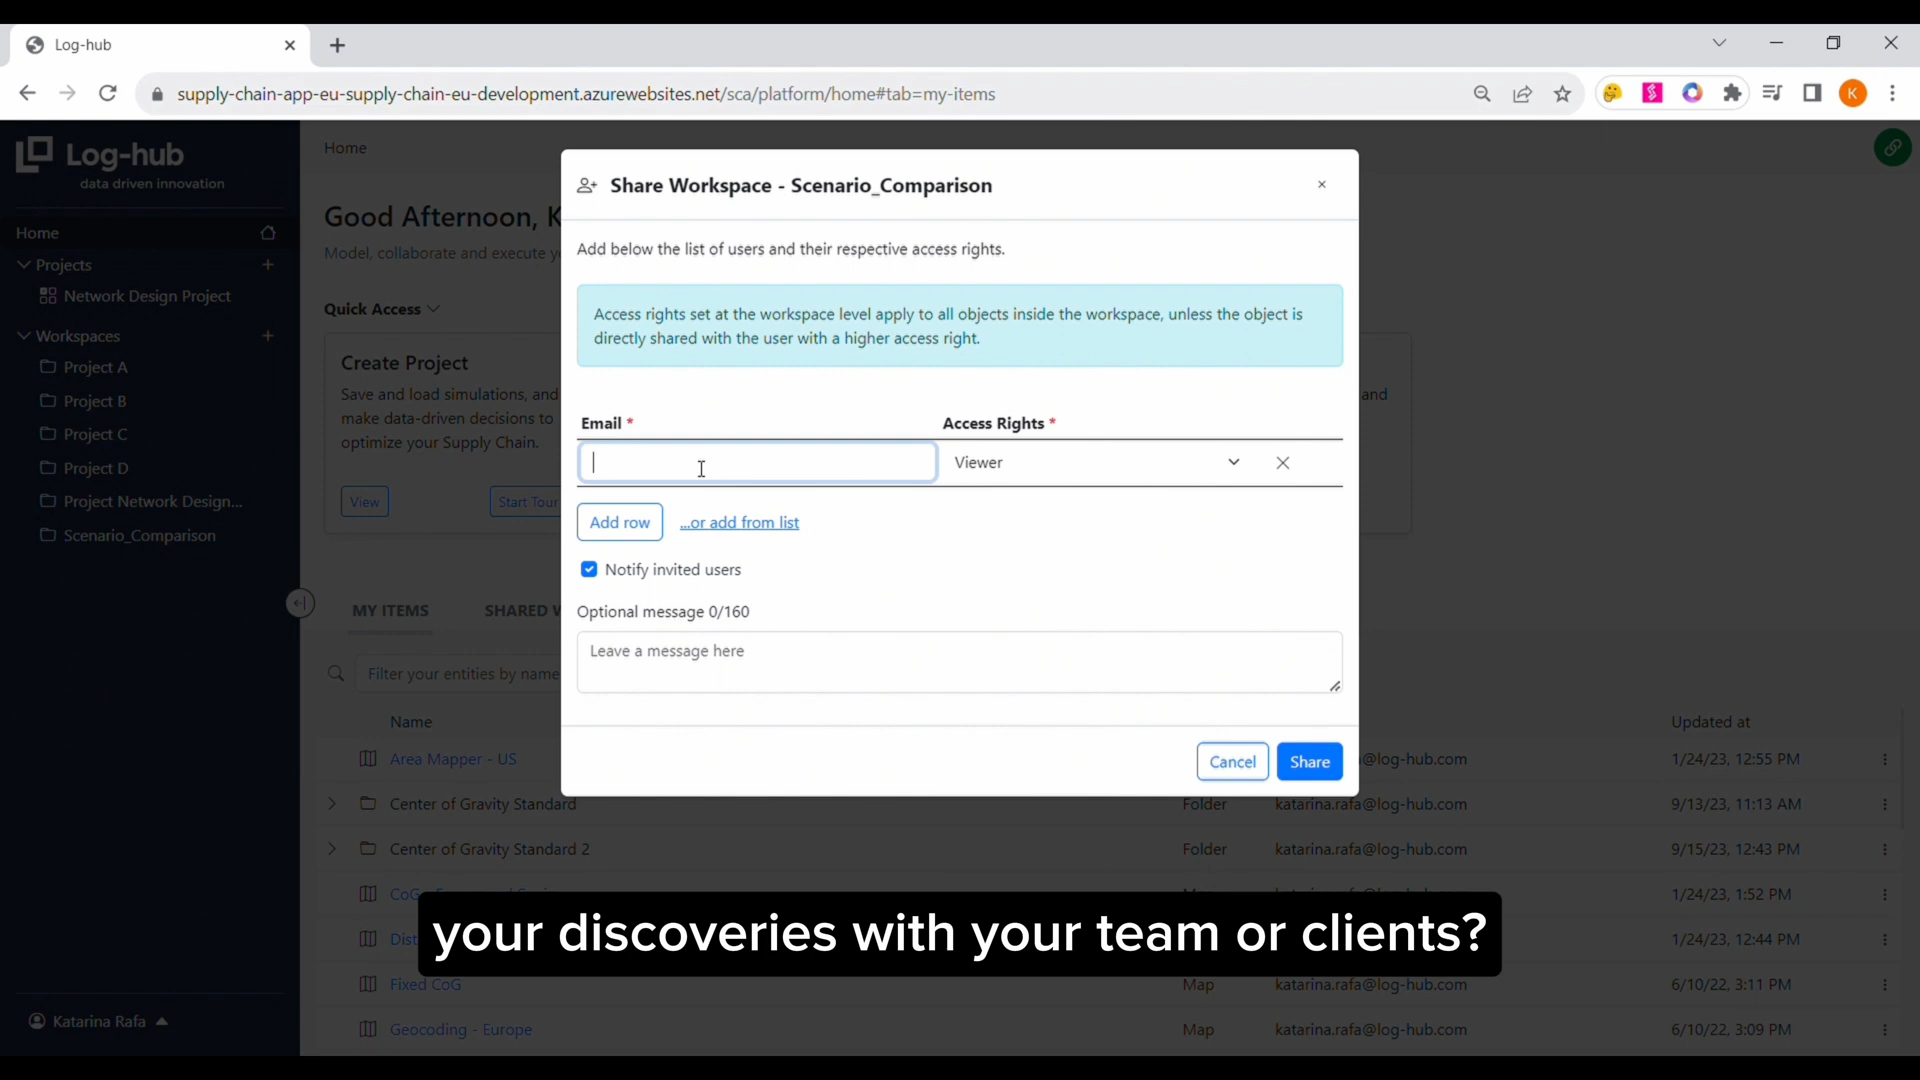 Log-hub
supply-chain-app-eu-supply-chain-eu-development.azurewebsites.net/sca/platform/home#tab=my-items
K
Log-hub
data driven innovation
Home
Projects
Network Design Project
Workspaces
Project A
Project B
Project C
Project D
Project Network Design...
Scenario_Comparison
Katarina Rafa
Home
Good Afternoon, K
Model, collaborate and execute
Quick Access
Create Project
Save and load simulations, and
make data-driven decisions to
optimize your Supply Chain.
View
Start Tour
and
Share Workspace - Scenario_Comparison
Add below the list of users and their respective access rights.
Access rights set at the workspace level apply to all objects inside the workspace, unless the object is
directly shared with the user with a higher access right.
Email * Access Rights *
Viewer
Add row ...or add from list
Notify invited users
Optional message 0/160
Leave a message here
Cancel Share
MY ITEMS SHARED
Filter your entities by name
Name Updated at
Area Mapper - US @log-hub.com 1/24/23, 12:55 PM
Center of Gravity Standard Folder katarina.rafa@log-hub.com 9/13/23, 11:13 AM
Center of Gravity Standard 2 Folder katarina.rafa@log-hub.com 9/15/23, 12:43 PM
CoG 1/24/23, 1:52 PM
Dist 1/24/23, 12:44 PM
your discoveries with your team or clients?
Fixed CoG Map katarina.rafa@log-hub.com 6/10/22, 3:11 PM
Geocoding - Europe Map katarina.rafa@log-hub.com 6/10/22, 3:09 PM